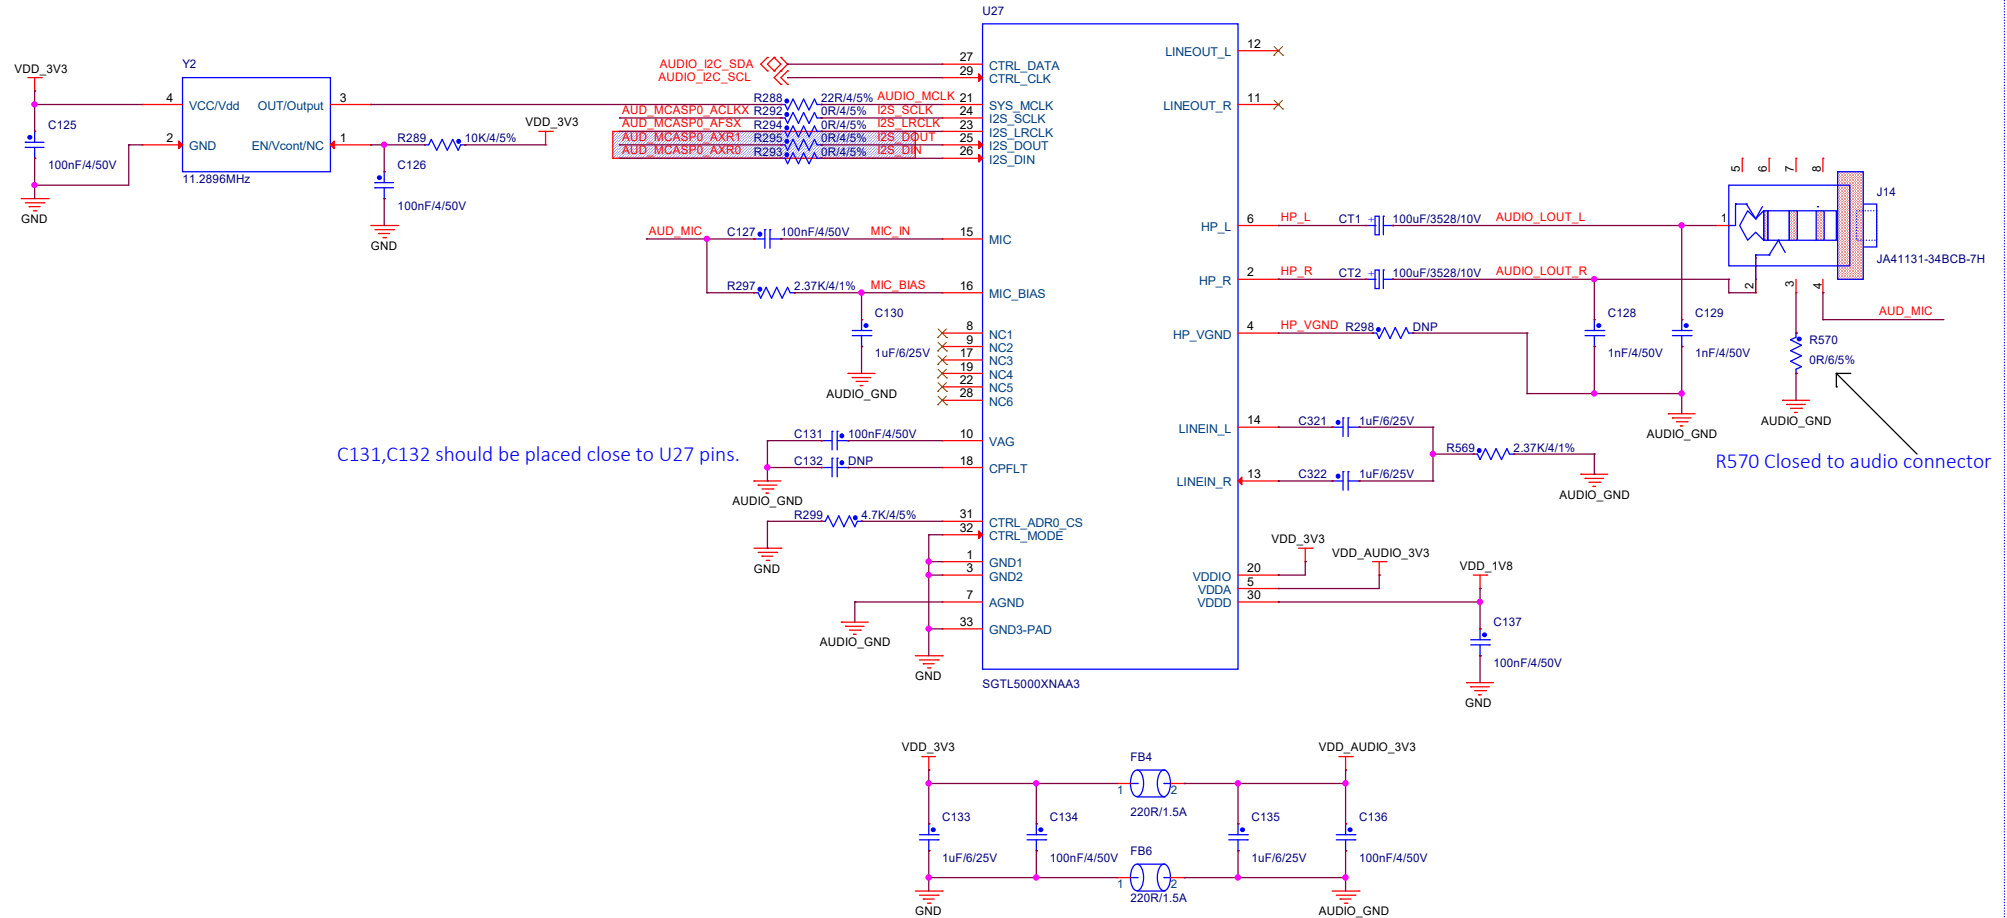 U27
Y2
VDD_3V3
4
VCC/Vdd
OUT/Output
3
2
GND
EN/Vcont/NC
1
11.2896MHz
C125
100nF/4/50V
GND
R289
10K/4/5%
VDD_3V3
C126
100nF/4/50V
GND
AUDIO_I2C_SDA
27
CTRL_DATA
AUDIO_I2C_SCL
29
CTRL_CLK
R288
22R/4/5%
AUDIO_MCLK
21
SYS_MCLK
AUD_MCASP0_ACLKX
R292
0R/4/5%
I2S_SCLK
24
I2S_SCLK
AUD_MCASP0_AFSX
R294
0R/4/5%
I2S_LRCLK
23
I2S_LRCLK
AUD_MCASP0_AXR1
R295
0R/4/5%
I2S_DOUT
25
I2S_DOUT
AUD_MCASP0_AXR0
R293
0R/4/5%
I2S_DIN
26
I2S_DIN
AUD_MIC
C127
100nF/4/50V
MIC_IN
15
MIC
R297
2.37K/4/1%
MIC_BIAS
16
MIC_BIAS
C130
1uF/6/25V
AUDIO_GND
8
NC1
9
NC2
17
NC3
19
NC4
22
NC5
28
NC6
C131,C132 should be placed close to U27 pins.
C131
100nF/4/50V
10
VAG
C132
DNP
18
CPFLT
AUDIO_GND
R299
4.7K/4/5%
31
CTRL_ADR0_CS
32
CTRL_MODE
GND
1
GND1
3
GND2
7
AGND
AUDIO_GND
33
GND3-PAD
GND
SGTL5000XNAA3
LINEOUT_L
12
LINEOUT_R
11
HP_L
6
HP_L
CT1
+
100uF/3528/10V
AUDIO_LOUT_L
HP_R
2
HP_R
CT2
+
100uF/3528/10V
AUDIO_LOUT_R
HP_VGND
4
HP_VGND
R298
DNP
C128
1nF/4/50V
C129
1nF/4/50V
AUDIO_GND
5
6
7
8
J14
1
JA41131-34BCB-7H
2
3
4
AUD_MIC
R570
0R/6/5%
AUDIO_GND
R570 Closed to audio connector
LINEIN_L
14
C321
1uF/6/25V
R569
2.37K/4/1%
LINEIN_R
13
C322
1uF/6/25V
AUDIO_GND
VDD_3V3
VDD_AUDIO_3V3
VDD_1V8
VDDIO
20
VDDA
5
VDDD
30
C137
100nF/4/50V
GND
VDD_3V3
FB4
VDD_AUDIO_3V3
1
2
220R/1.5A
C133
1uF/6/25V
C134
100nF/4/50V
C135
1uF/6/25V
C136
100nF/4/50V
FB6
1
2
220R/1.5A
GND
AUDIO_GND